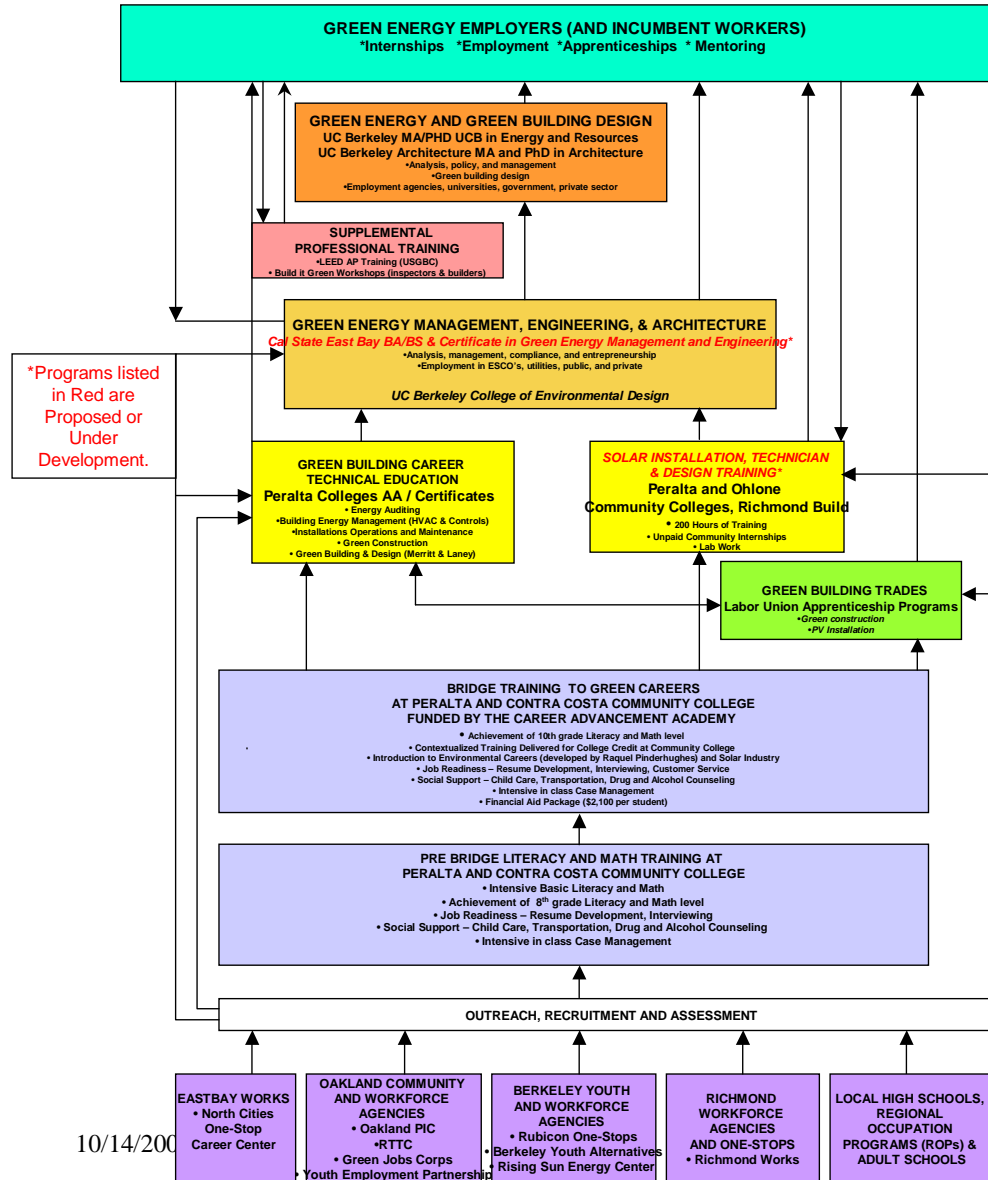 GREEN ENERGY EMPLOYERS (AND INCUMBENT WORKERS)
*Internships *Employment *Apprenticeships * Mentoring
GREEN ENERGY AND GREEN BUILDING DESIGN
UC Berkeley MA/PHD UCB in Energy and Resources
UC Berkeley Architecture MA and PhD in Architecture
•Analysis, policy, and management
•Green building design
•Employment agencies, universities, government, private sector
SUPPLEMENTAL
PROFESSIONAL TRAINING
•LEED AP Training (USGBC)
• Build it Green Workshops (inspectors & builders)
GREEN ENERGY MANAGEMENT, ENGINEERING, & ARCHITECTURE
Cal State East Bay BA/BS & Certificate in Green Energy Management and Engineering*
•Analysis, management, compliance, and entrepreneurship
•Employment in ESCO's, utilities, public, and private
UC Berkeley College of Environmental Design
*Programs listed
in Red are
Proposed or
Under
Development.
GREEN BUILDING CAREER
TECHNICAL EDUCATION
Peralta Colleges AA / Certificates
• Energy Auditing
•Building Energy Management (HVAC & Controls)
•Installations Operations and Maintenance
• Green Construction
• Green Building & Design (Merritt & Laney)
SOLAR INSTALLATION, TECHNICIAN
& DESIGN TRAINING*
Peralta and Ohlone
Community Colleges, Richmond Build
• 200 Hours of Training
• Unpaid Community Internships
• Lab Work
GREEN BUILDING TRADES
Labor Union Apprenticeship Programs
•Green construction
•PV Installation
BRIDGE TRAINING TO GREEN CAREERS
AT PERALTA AND CONTRA COSTA COMMUNITY COLLEGE
FUNDED BY THE CAREER ADVANCEMENT ACADEMY
• Achievement of 10th grade Literacy and Math level
• Contextualized Training Delivered for College Credit at Community College
• Introduction to Environmental Careers (developed by Raquel Pinderhughes) and Solar Industry
• Job Readiness – Resume Development, Interviewing, Customer Service
• Social Support – Child Care, Transportation, Drug and Alcohol Counseling
• Intensive in class Case Management
• Financial Aid Package ($2,100 per student)
PRE BRIDGE LITERACY AND MATH TRAINING AT
PERALTA AND CONTRA COSTA COMMUNITY COLLEGE
• Intensive Basic Literacy and Math
• Achievement of 8th grade Literacy and Math level
• Job Readiness – Resume Development, Interviewing
• Social Support – Child Care, Transportation, Drug and Alcohol Counseling
• Intensive in class Case Management
OUTREACH, RECRUITMENT AND ASSESSMENT
EASTBAY WORKS
• North Cities
One-Stop
Career Center
OAKLAND COMMUNITY
AND WORKFORCE
AGENCIES
• Oakland PIC
•RTTC
• Green Jobs Corps
• Youth Employment Partnership
BERKELEY YOUTH
AND WORKFORCE
AGENCIES
• Rubicon One-Stops
• Berkeley Youth Alternatives
• Rising Sun Energy Center
RICHMOND
WORKFORCE
AGENCIES
AND ONE-STOPS
• Richmond Works
LOCAL HIGH SCHOOLS,
REGIONAL
OCCUPATION
PROGRAMS (ROPs) &
ADULT SCHOOLS
10/14/200